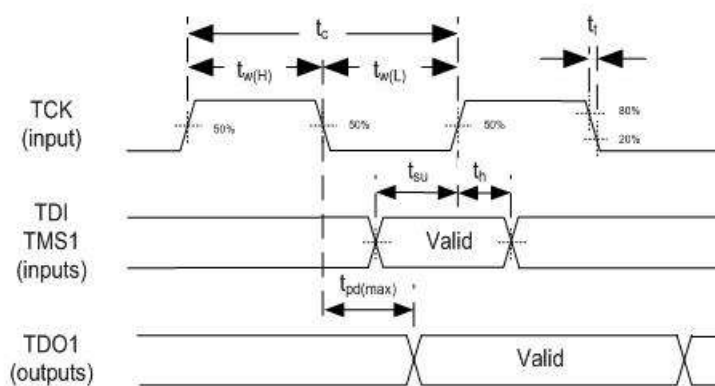 tc
tw(H) tw(L) tf
TCK
(input)
50% 50% 50% 80%
20%
tsu th
TDI
TMS1
(inputs)
Valid
tpd(max)
TDO1
(outputs)
Valid